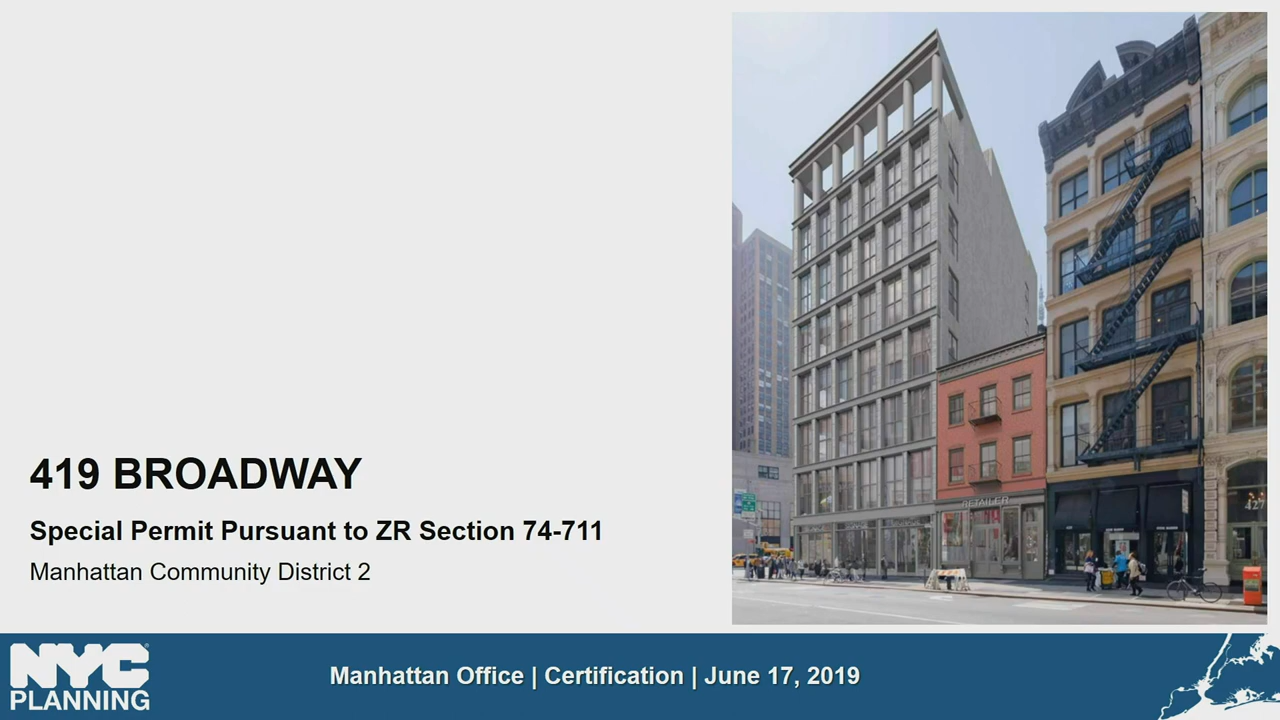 RETAILER
427
419 BROADWAY
Special Permit Pursuant to ZR Section 74-711
Manhattan Community District 2
NYC
PLANNING
Manhattan Office | Certification | June 17, 2019